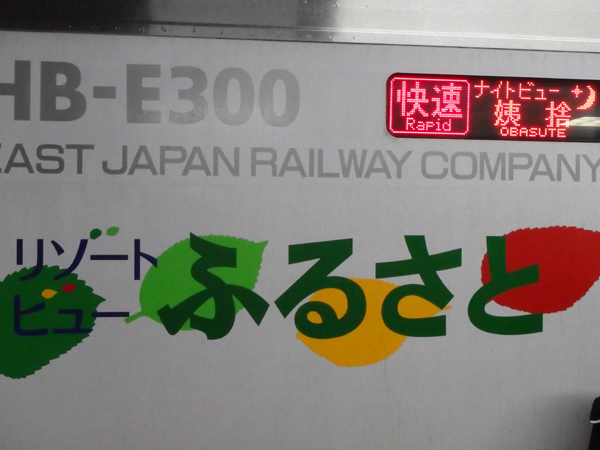 HB-E300
快速 ナイトビュー
Rapid 姨捨
OBASUTE
EAST JAPAN RAILWAY COMPANY
リゾート
ビュー
ふるさと